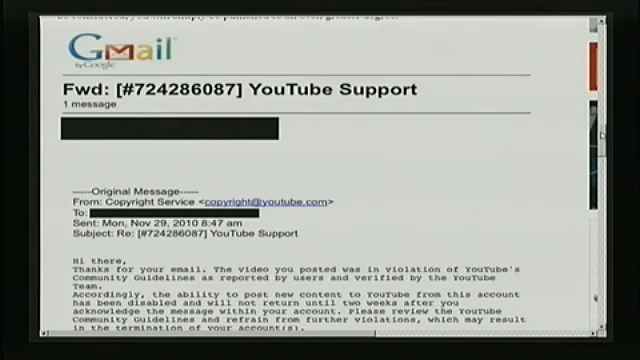 GMail
by Google
Fwd: [#724286087] YouTube Support
1 message
-----Original Message-----
From: Copyright Service <copyright@youtube.com>
To:
Sent: Mon, Nov 29, 2010 8:47 am
Subject: Re: [#724286087] YouTube Support
Hi there,
Thanks for your email. The video you posted was in violation of YouTube's
Community Guidelines as reported by users and verified by the YouTube
Team.
Accordingly, the ability to post new content to YouTube from this account
has been disabled and will not return until two weeks after you
acknowledge the message within your account. Please review the YouTube
Community Guidelines and refrain from further violations, which may result
in the termination of your account(s).